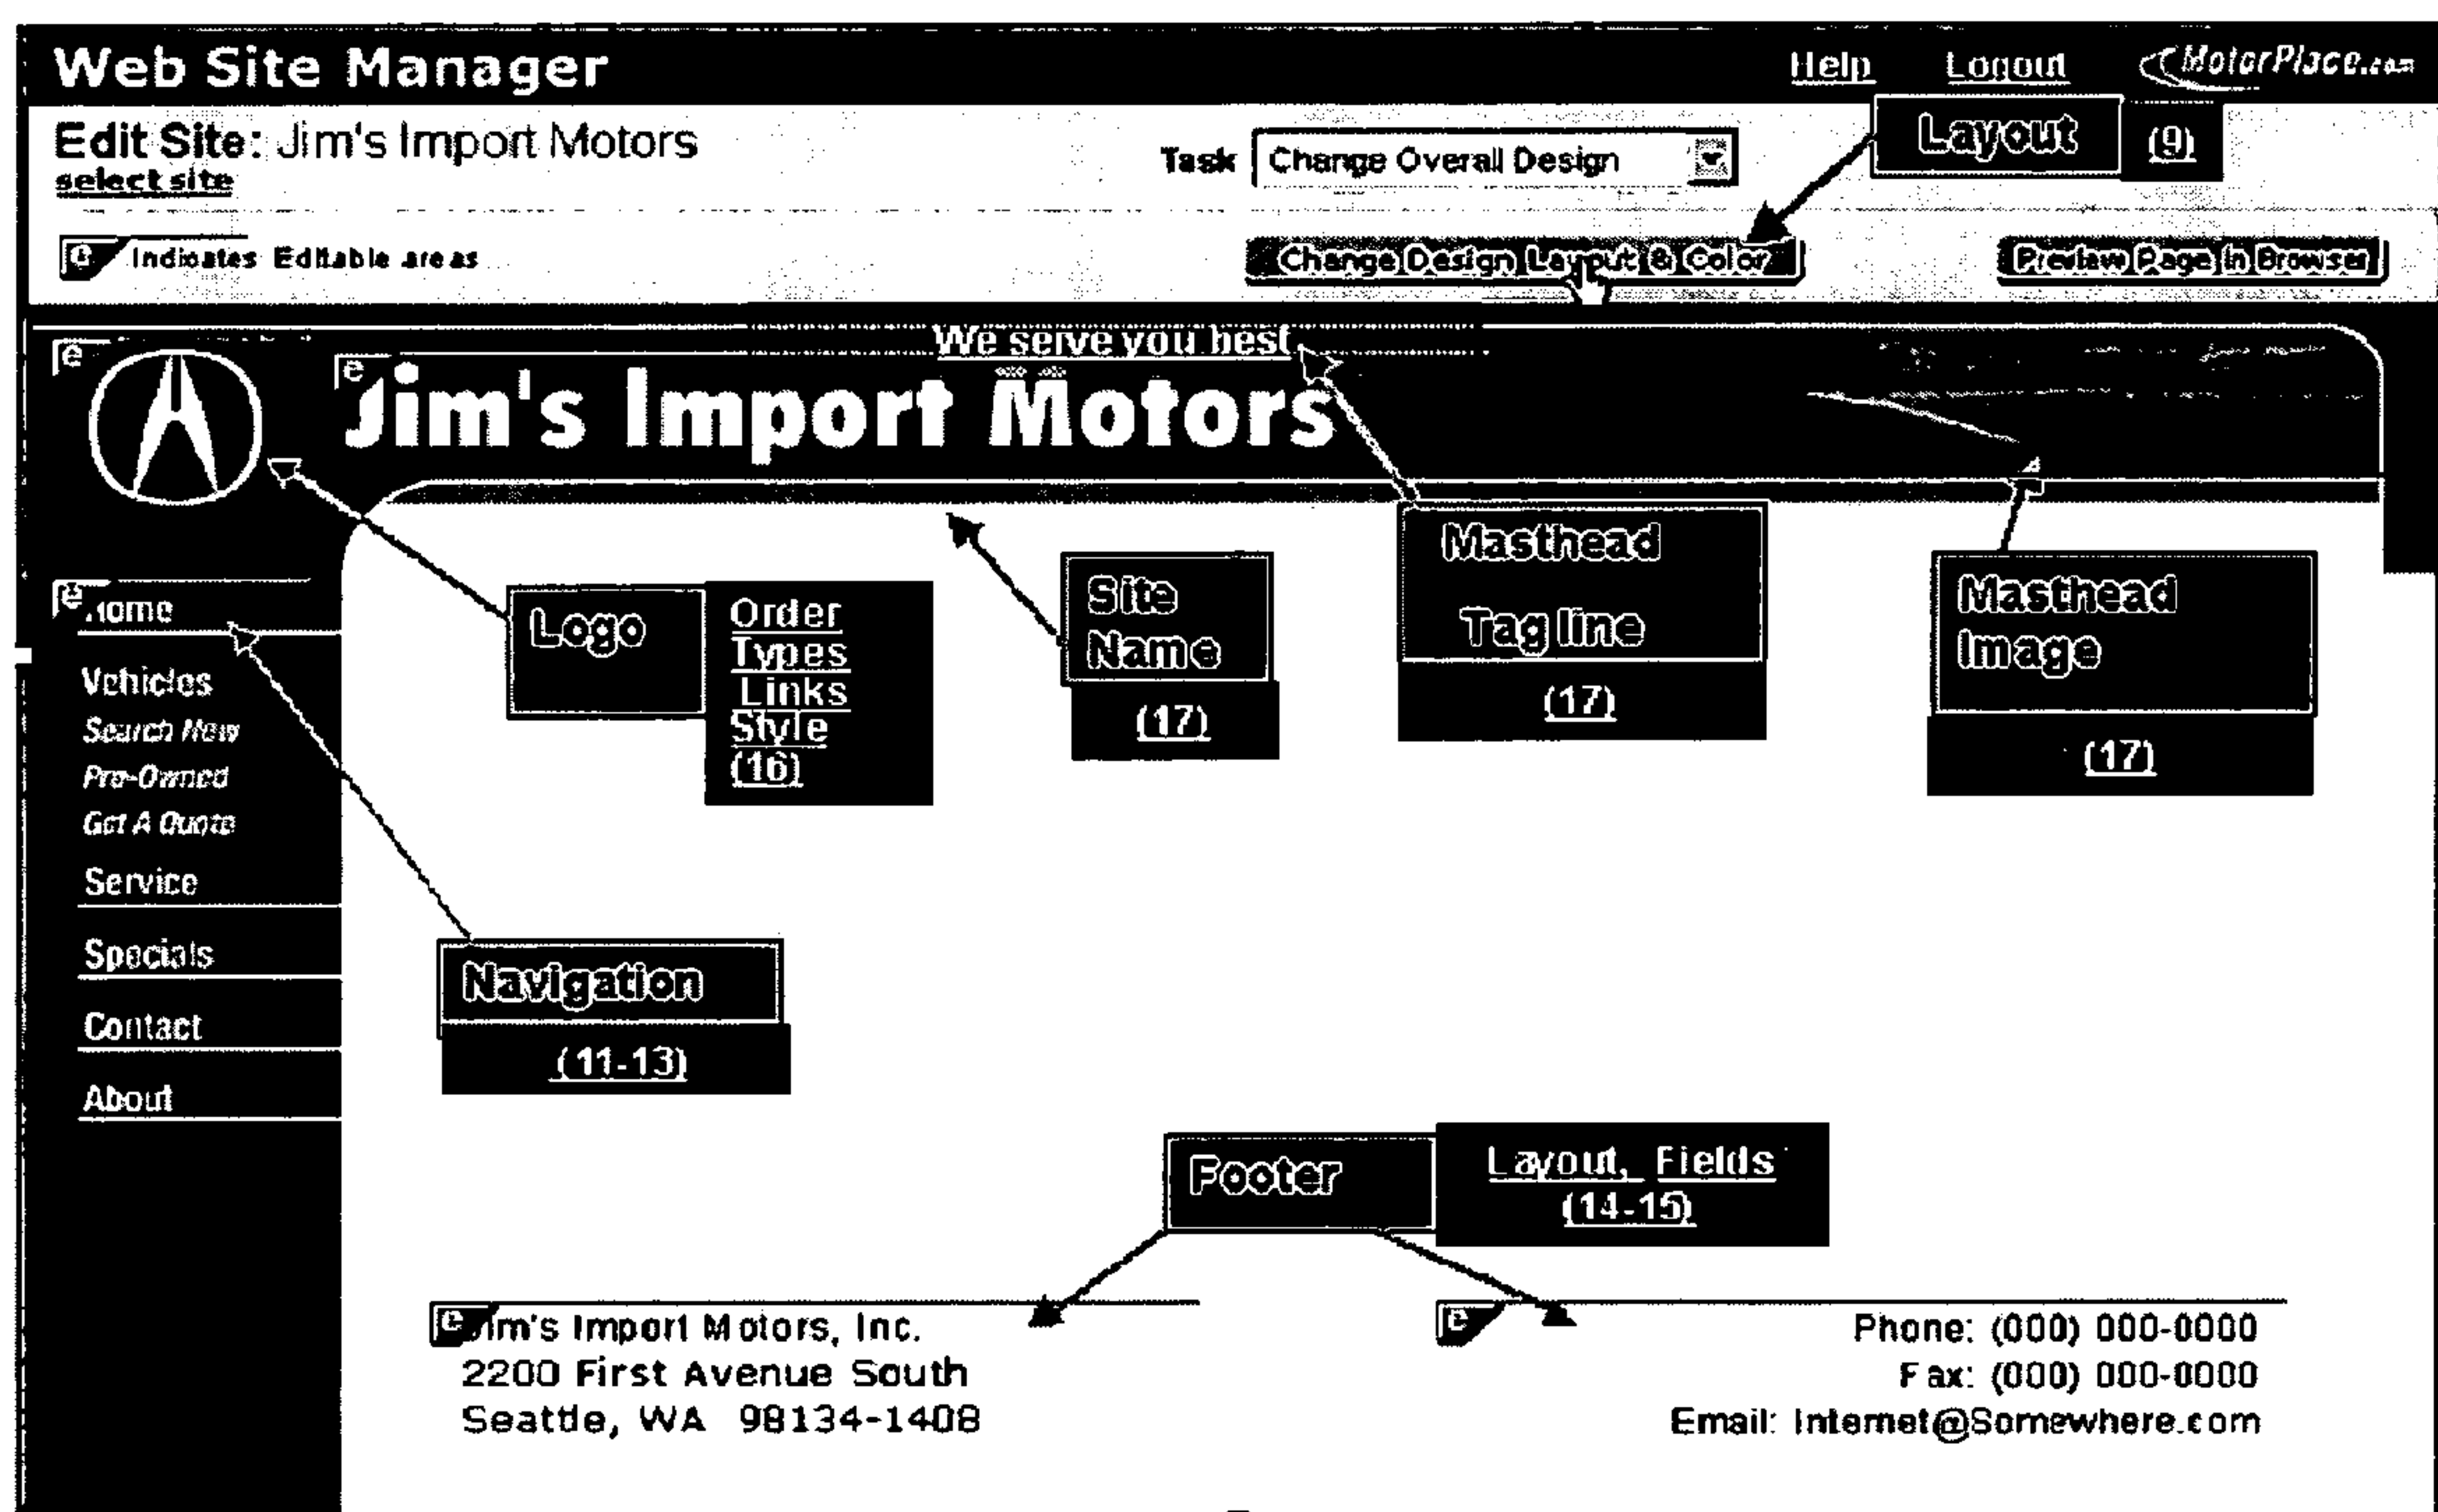 Web Site Manager
Help Logout MotorPlace.com
Edit Site: Jim's Import Motors
select site
Task Change Overall Design
Layout (9)
e Indicates Editable areas
Change Design Layout & Color
Preview Page In Browser
We serve you best
e
e Jim's Import Motors
Logo
Order
Types
Links
Style
(16)
Site
Name
(17)
Masthead
Tag line
(17)
Masthead
Image
(17)
e Home
Vehicles
Search New
Pre-Owned
Get A Quote
Service
Specials
Contact
About
Navigation
(11-13)
Footer
Layout, Fields
(14-15)
e Jim's Import Motors, Inc.
2200 First Avenue South
Seattle, WA 98134-1408
e Phone: (000) 000-0000
Fax: (000) 000-0000
Email: Internet@Somewhere.com